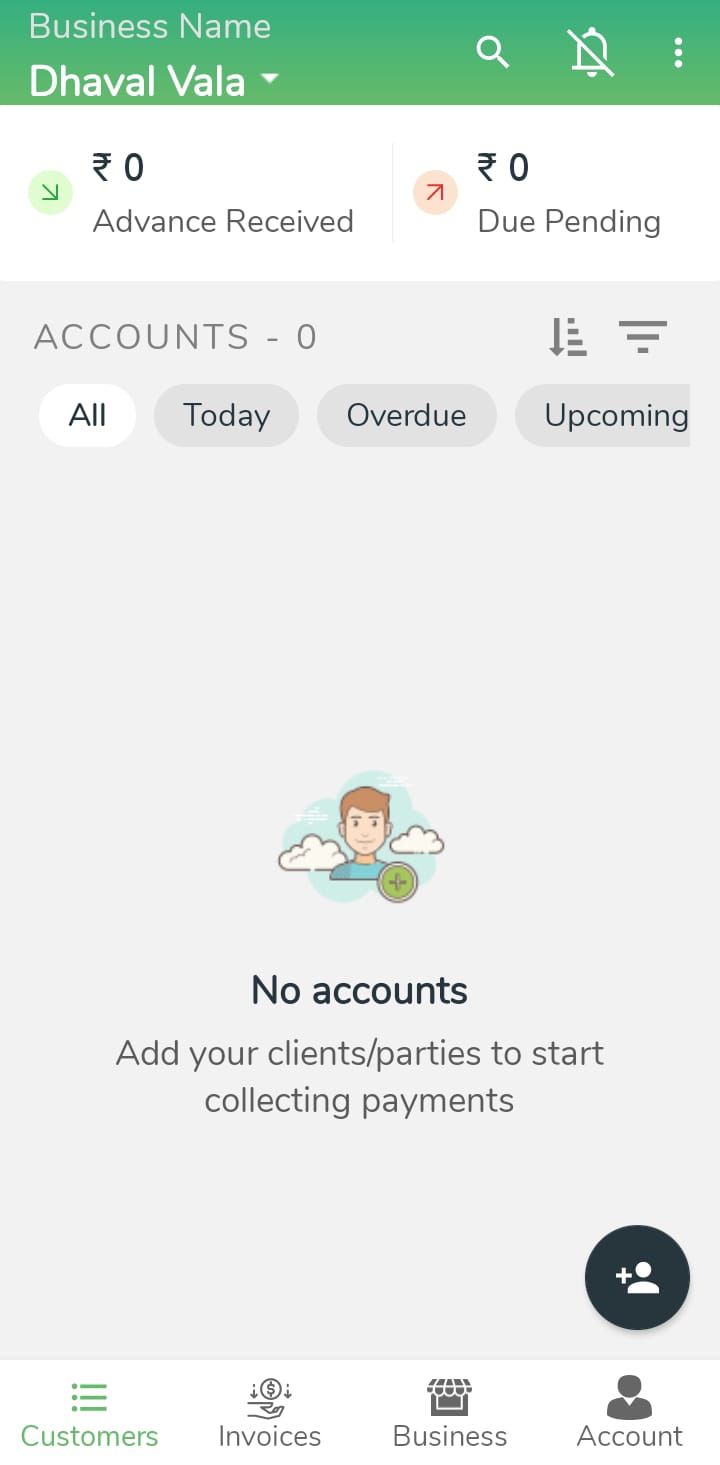 Business Name
Dhaval Vala
₹ 0
Advance Received
₹ 0
Due Pending
ACCOUNTS - 0
All
Today
Overdue
Upcoming
No accounts
Add your clients/parties to start
collecting payments
Customers
Invoices
Business
Account